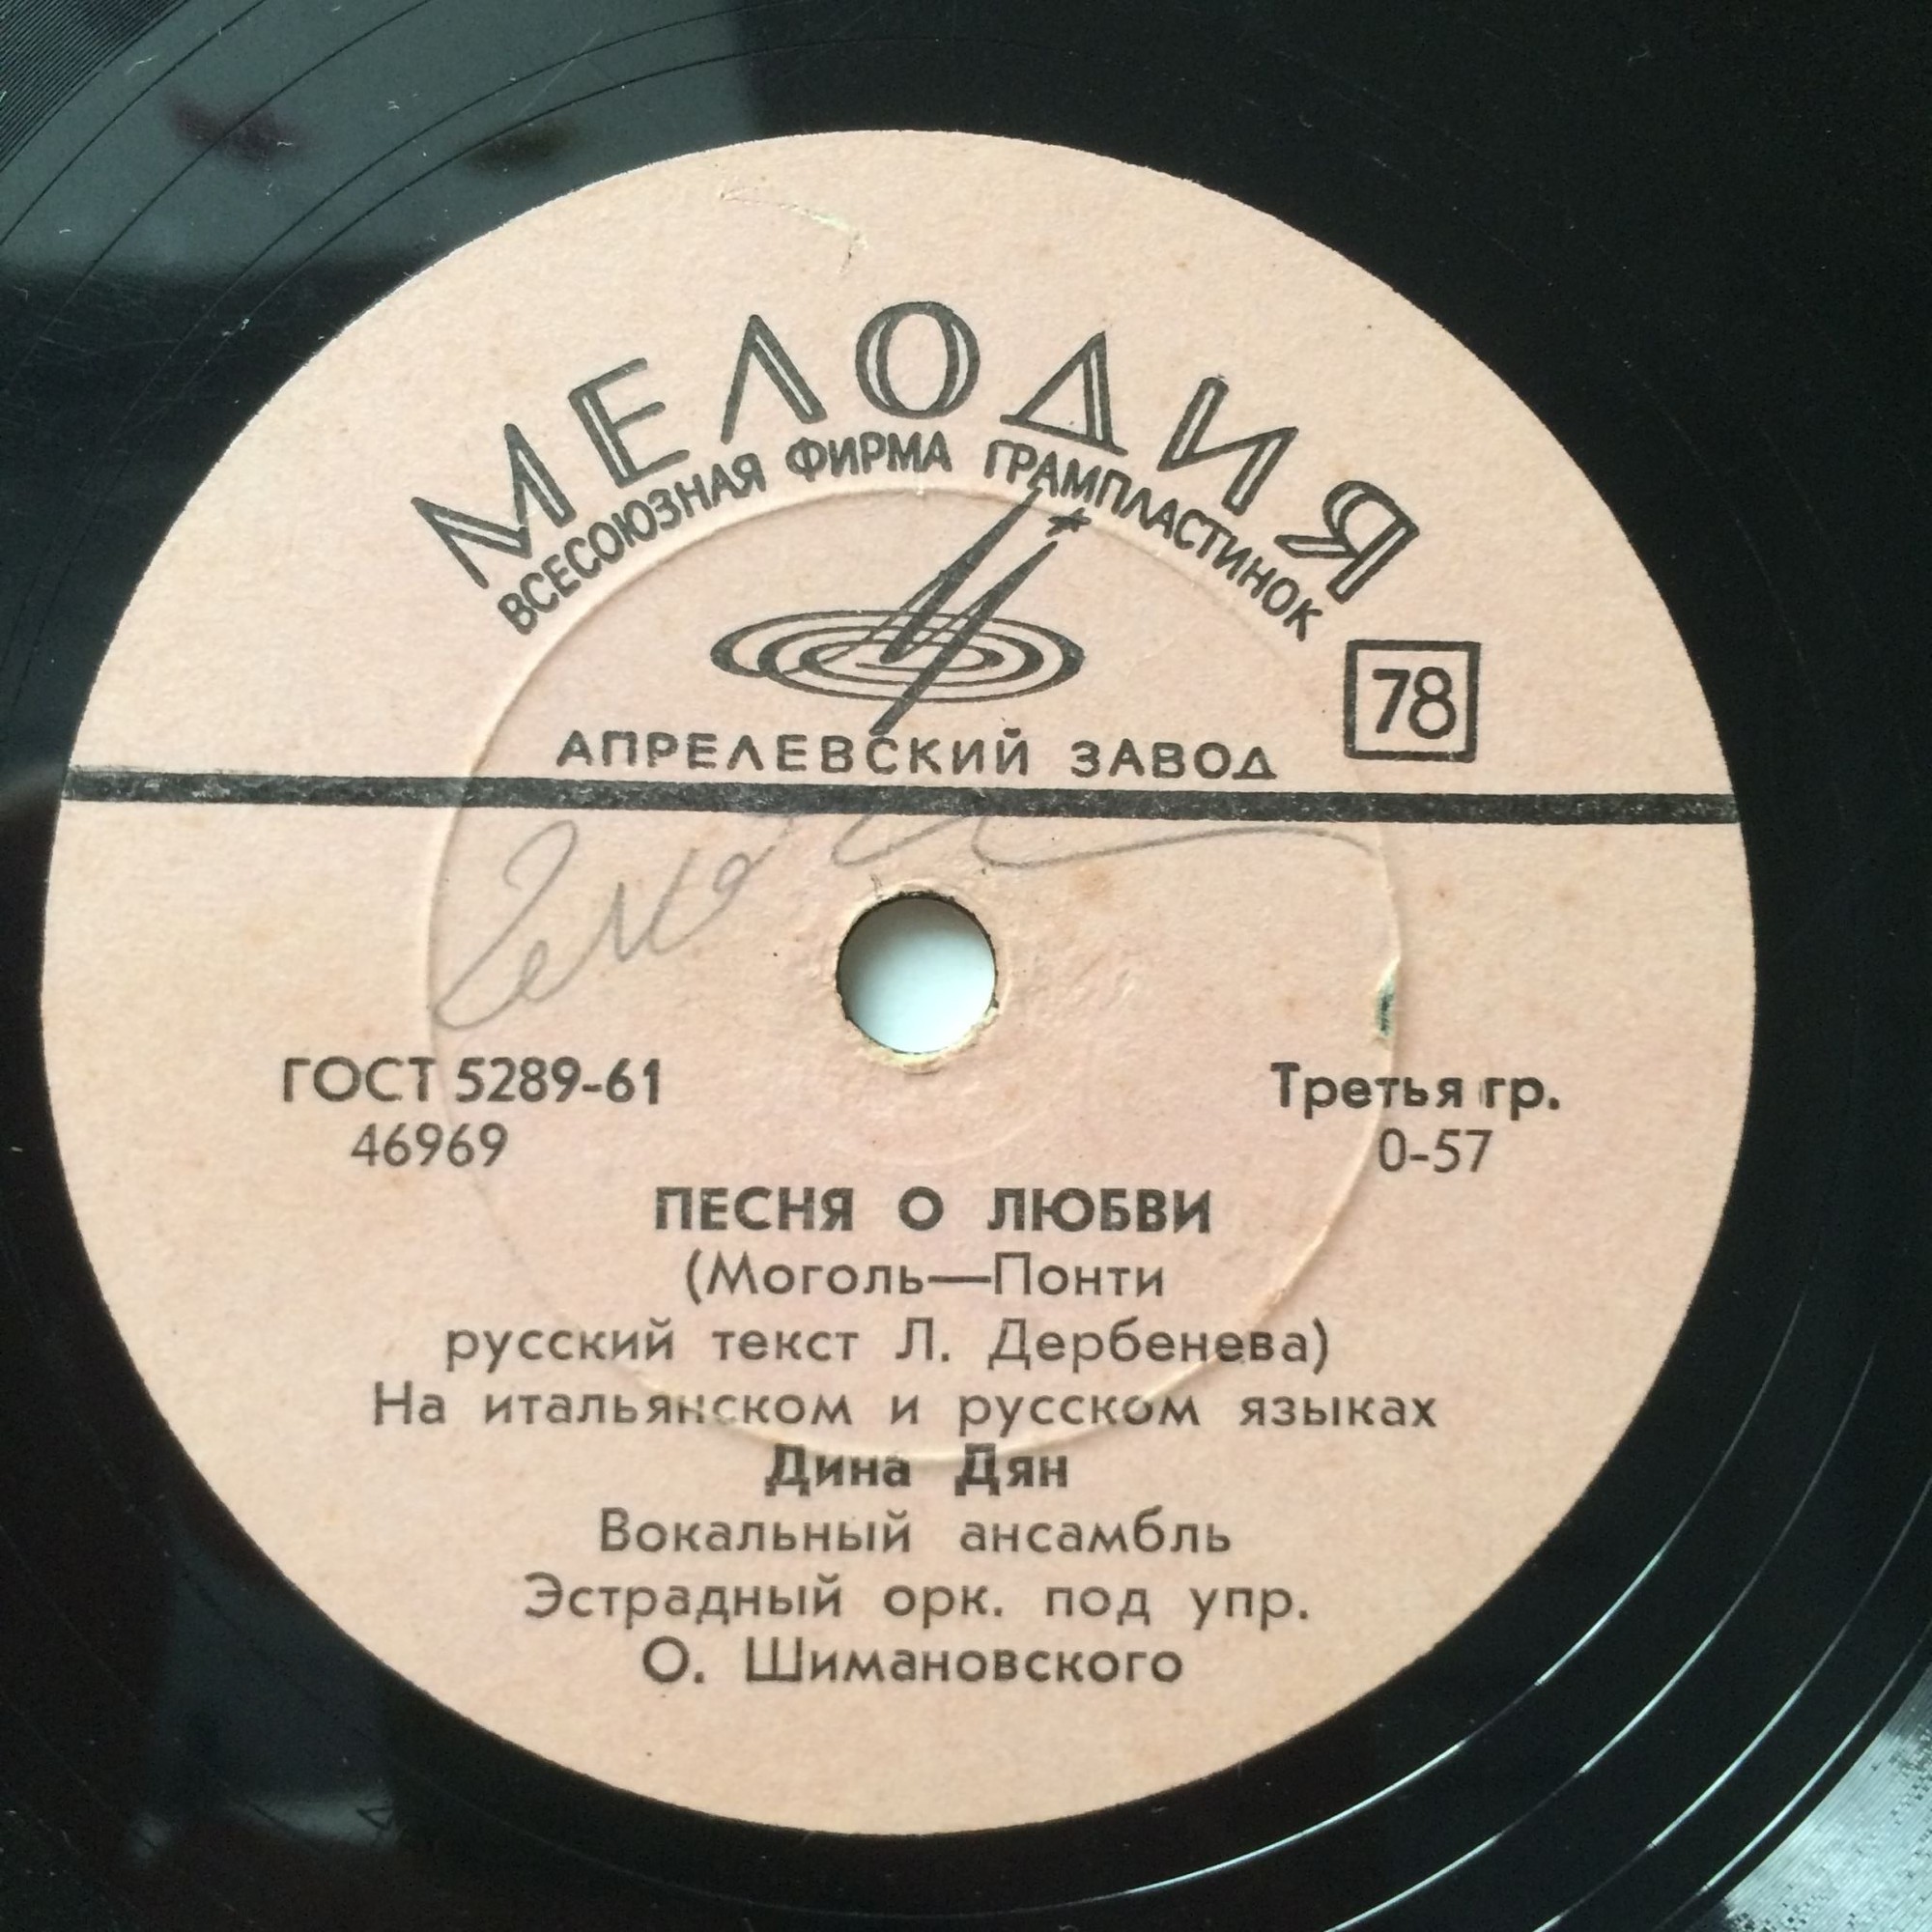 МЕЛОДИЯ
ВСЕСОЮЗНАЯ ФИРМА ГРАМПЛАСТИНОК
78
АПРЕЛЕВСКИЙ ЗАВОД
ГОСТ 5289-61
Третья гр.
46969
0-57
ПЕСНЯ О ЛЮБВИ
(Моголь—Понти
русский текст Л. Дербенева)
На итальянском и русском языках
Дина Дян
Вокальный ансамбль
Эстрадный орк. под упр.
О. Шимановского